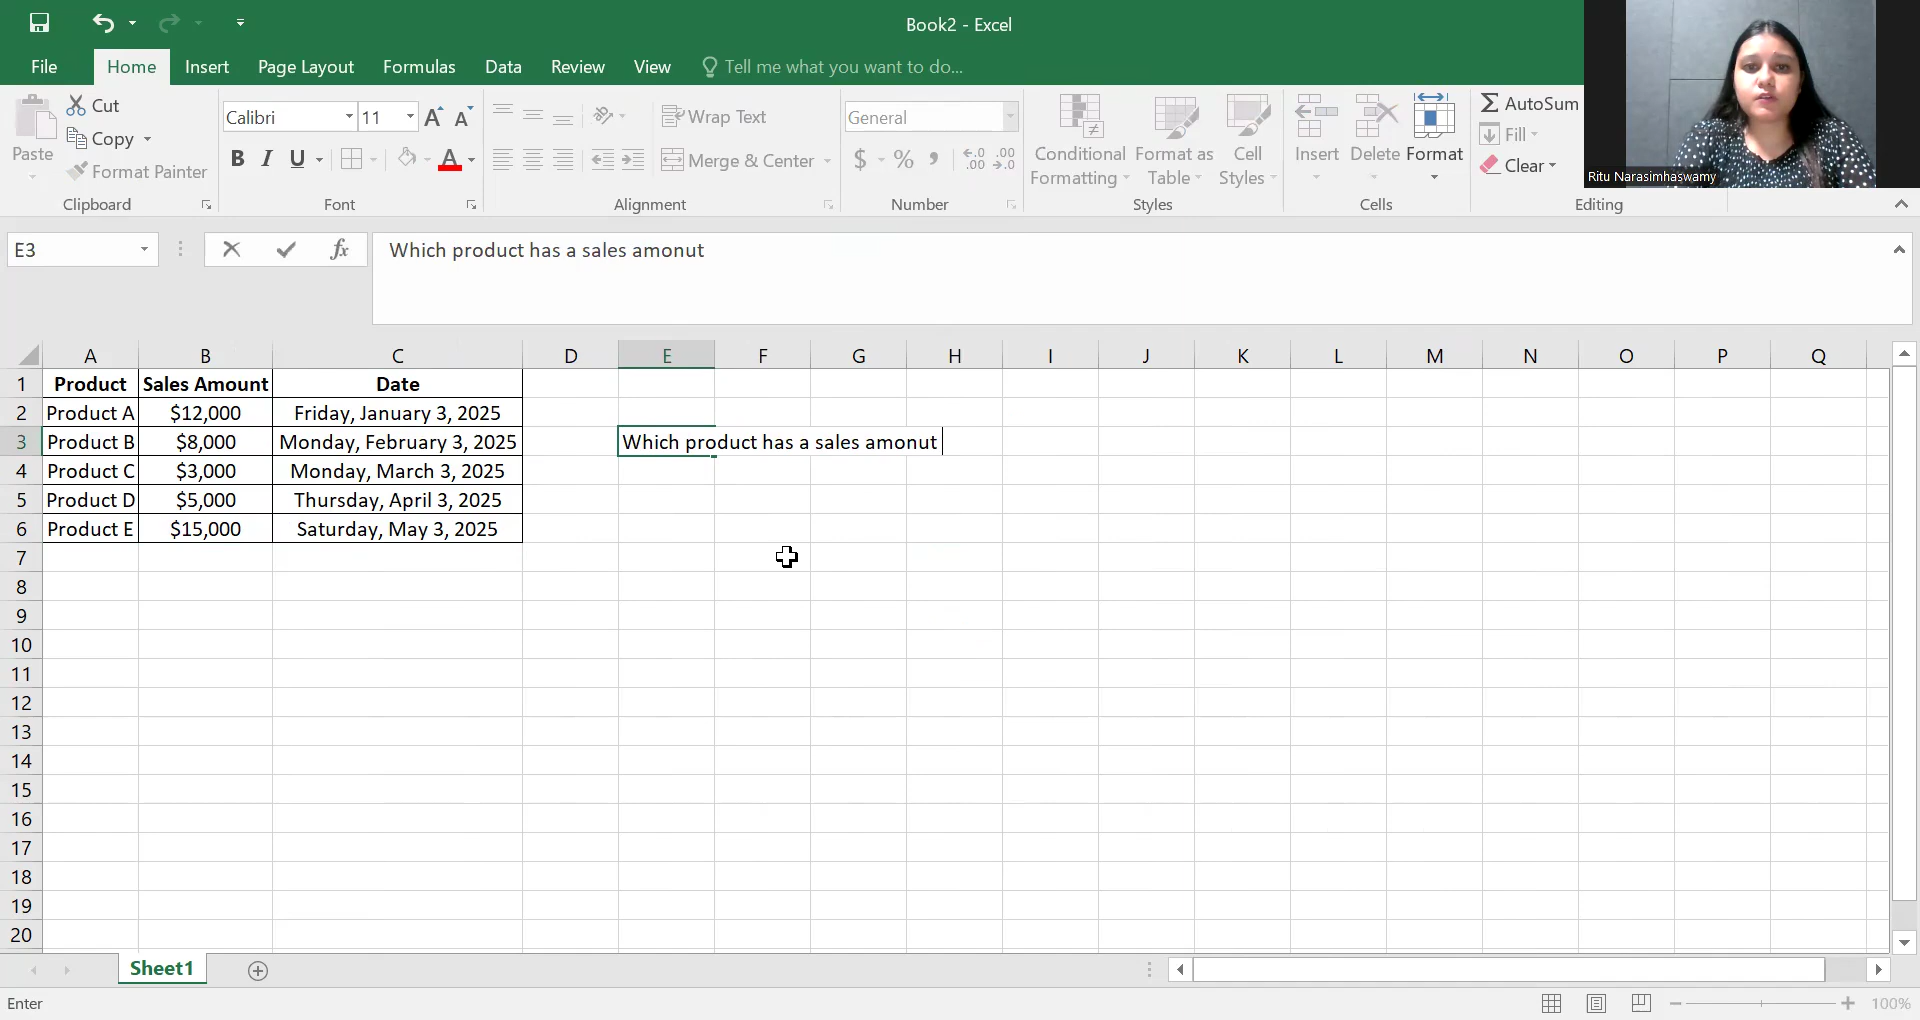 Book2 - Excel
File Home Insert Page Layout Formulas Data Review View Tell me what you want to do...
Paste
Cut
Copy
Format Painter
Clipboard
Calibri 11 A A
B I U A
Font
Wrap Text
Merge & Center
Alignment
General
$ % , ←.0 .00 .00 →.0
Number
Conditional Formatting
Format as Table
Cell Styles
Styles
Insert Delete Format
Cells
Σ AutoSum
Fill
Clear
Editing
Ritu Narasimhaswamy
E3 fx Which product has a sales amonut
A B C D E F G H I J K L M N O P Q
1 Product Sales Amount Date
2 Product A $12,000 Friday, January 3, 2025
3 Product B $8,000 Monday, February 3, 2025 Which product has a sales amonut
4 Product C $3,000 Monday, March 3, 2025
5 Product D $5,000 Thursday, April 3, 2025
6 Product E $15,000 Saturday, May 3, 2025
7
8
9
10
11
12
13
14
15
16
17
18
19
20
Sheet1
Enter 100%